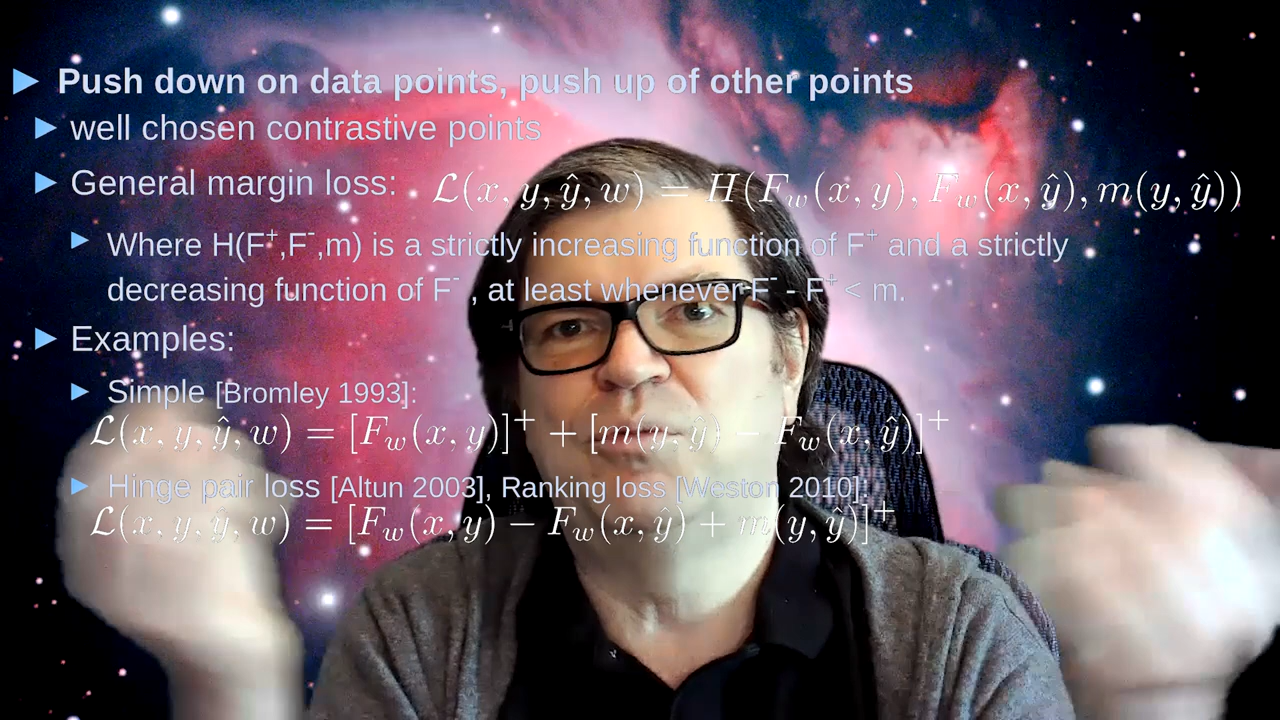 Push down on data points, push up of other points
well chosen contrastive points
General margin loss: ℒ(x, y, ŷ, w) = H(F_w(x, y), F_w(x, ŷ), m(y, ŷ))
Where H(F⁺,F⁻,m) is a strictly increasing function of F⁺ and a strictly
decreasing function of F⁻ , at least whenever F⁻ - F⁺ < m.
Examples:
Simple [Bromley 1993]:
ℒ(x, y, ŷ, w) = [F_w(x, y)]⁺ + [m(y, ŷ) − F_w(x, ŷ)]⁺
Hinge pair loss [Altun 2003], Ranking loss [Weston 2010]:
ℒ(x, y, ŷ, w) = [F_w(x, y) − F_w(x, ŷ) + m(y, ŷ)]⁺